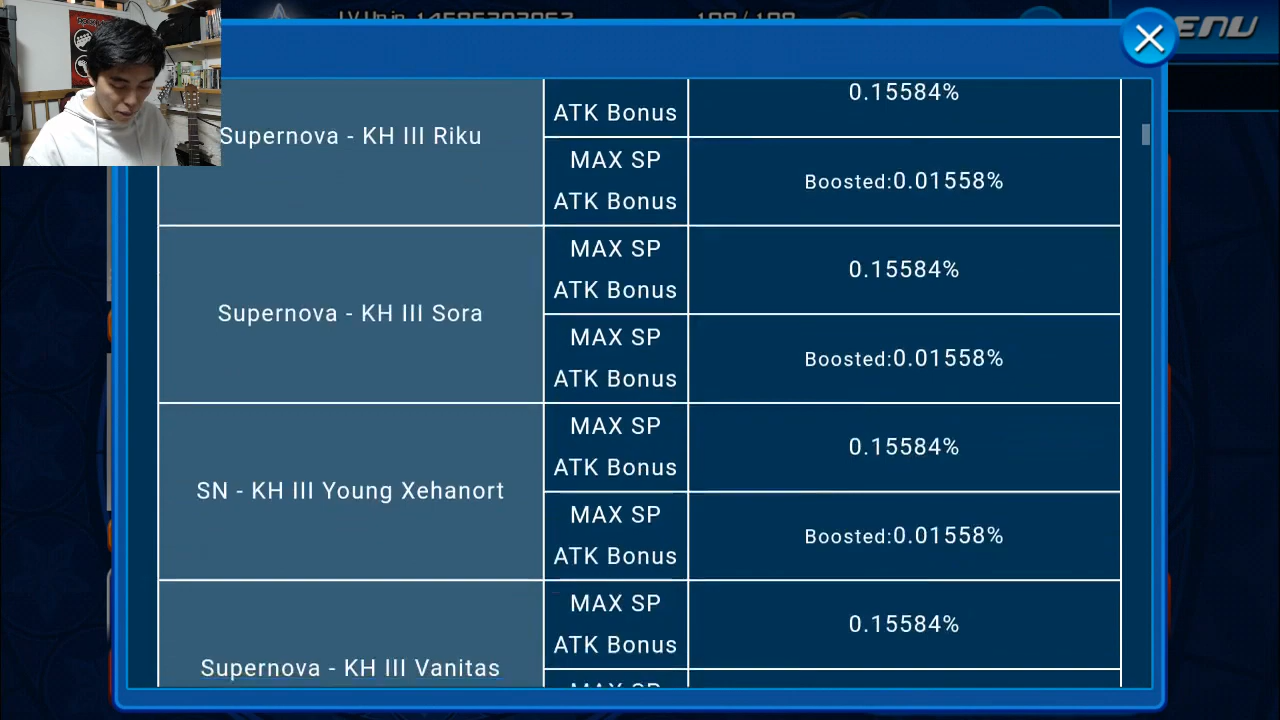 MENU
0.15584%
ATK Bonus
Supernova - KH III Riku
MAX SP
ATK Bonus
Boosted:0.01558%
MAX SP
ATK Bonus
0.15584%
Supernova - KH III Sora
MAX SP
ATK Bonus
Boosted:0.01558%
MAX SP
ATK Bonus
0.15584%
SN - KH III Young Xehanort
MAX SP
ATK Bonus
Boosted:0.01558%
MAX SP
ATK Bonus
0.15584%
Supernova - KH III Vanitas
MAX SP